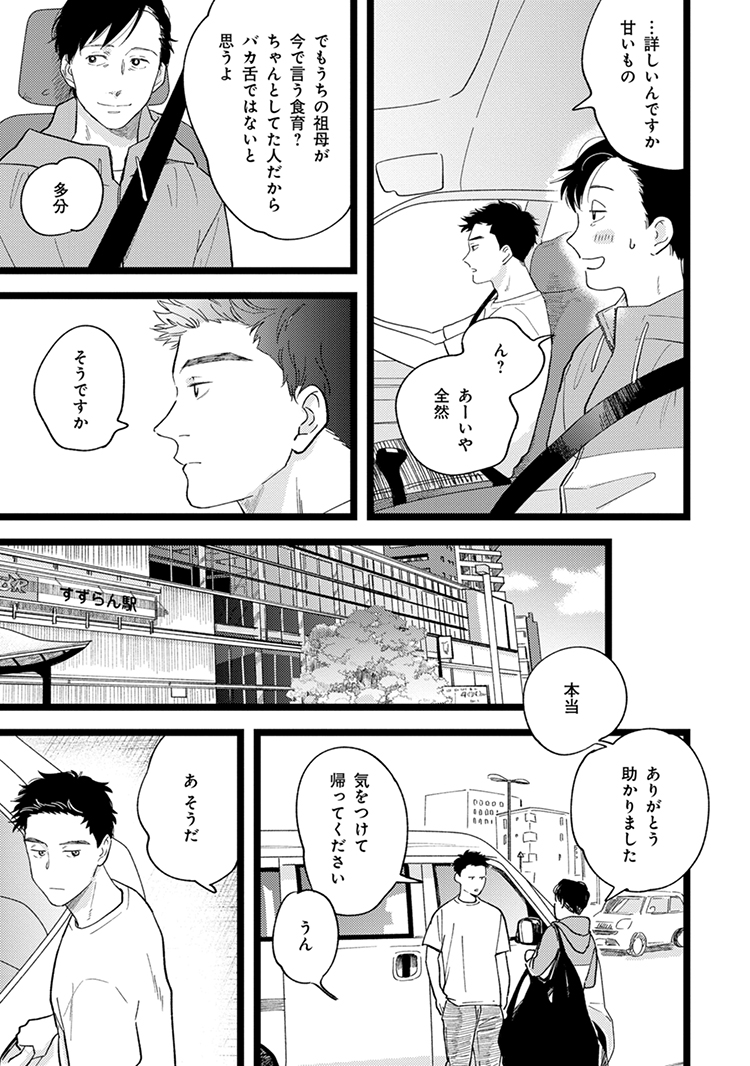 …詳しいんですか
甘いもの
ん?
あーいや
全然
でもうちの祖母が
今で言う食育?
ちゃんとしてた人だから
バカ舌ではないと
思うよ
多分
そうですか
すずらん駅
本当
ありがとう
助かりました
気をつけて
帰ってください
うん
あ そうだ